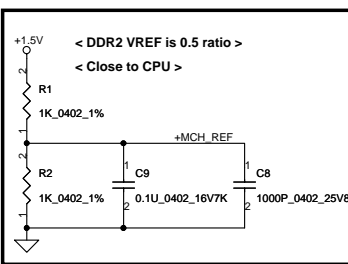 +1.5V
< DDR2 VREF is 0.5 ratio >
< Close to CPU >
2
R1
1K_0402_1%
1
+MCH_REF
2
R2
1K_0402_1%
1
1
C9
0.1U_0402_16V7K
2
1
C8
1000P_0402_25V8
2